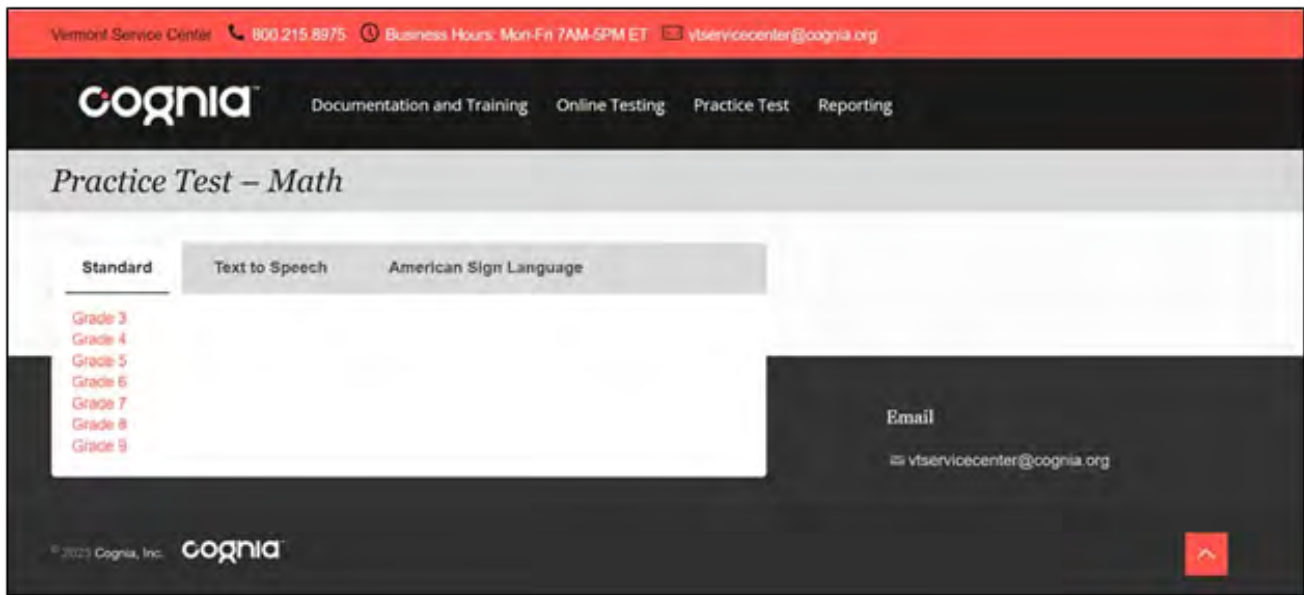 Vermont Service Center 800.215.8975 Business Hours: Mon-Fri 7AM-5PM ET vtservicecenter@cognia.org
cognia Documentation and Training Online Testing Practice Test Reporting
Practice Test – Math
Standard Text to Speech American Sign Language
Grade 3
Grade 4
Grade 5
Grade 6
Grade 7
Grade 8
Grade 9
Email
vtservicecenter@cognia.org
© 2023 Cognia, Inc. cognia